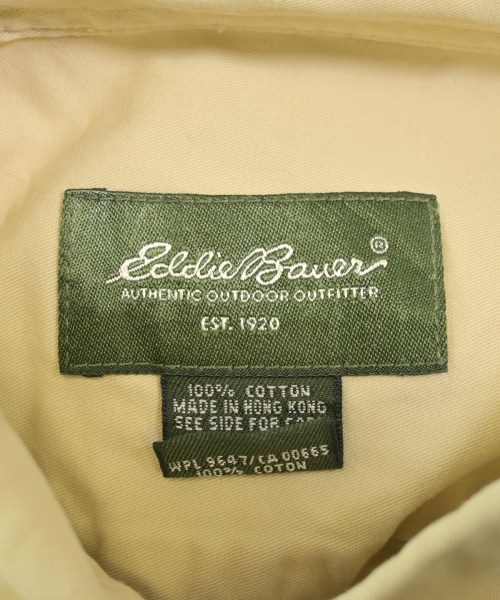 Eddie Bauer®
AUTHENTIC OUTDOOR OUTFITTER
EST. 1920
100% COTTON
MADE IN HONG KONG
SEE SIDE FOR
WPL 9647/CA 00665
100% COTON